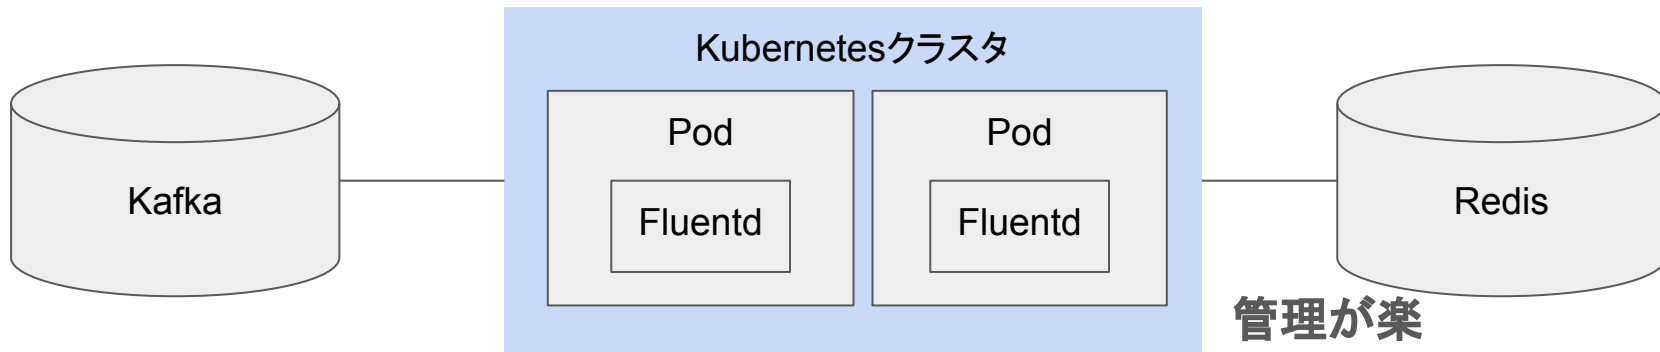 Kubernetesクラスタ
Pod
Pod
Kafka
Fluentd
Fluentd
Redis
管理が楽